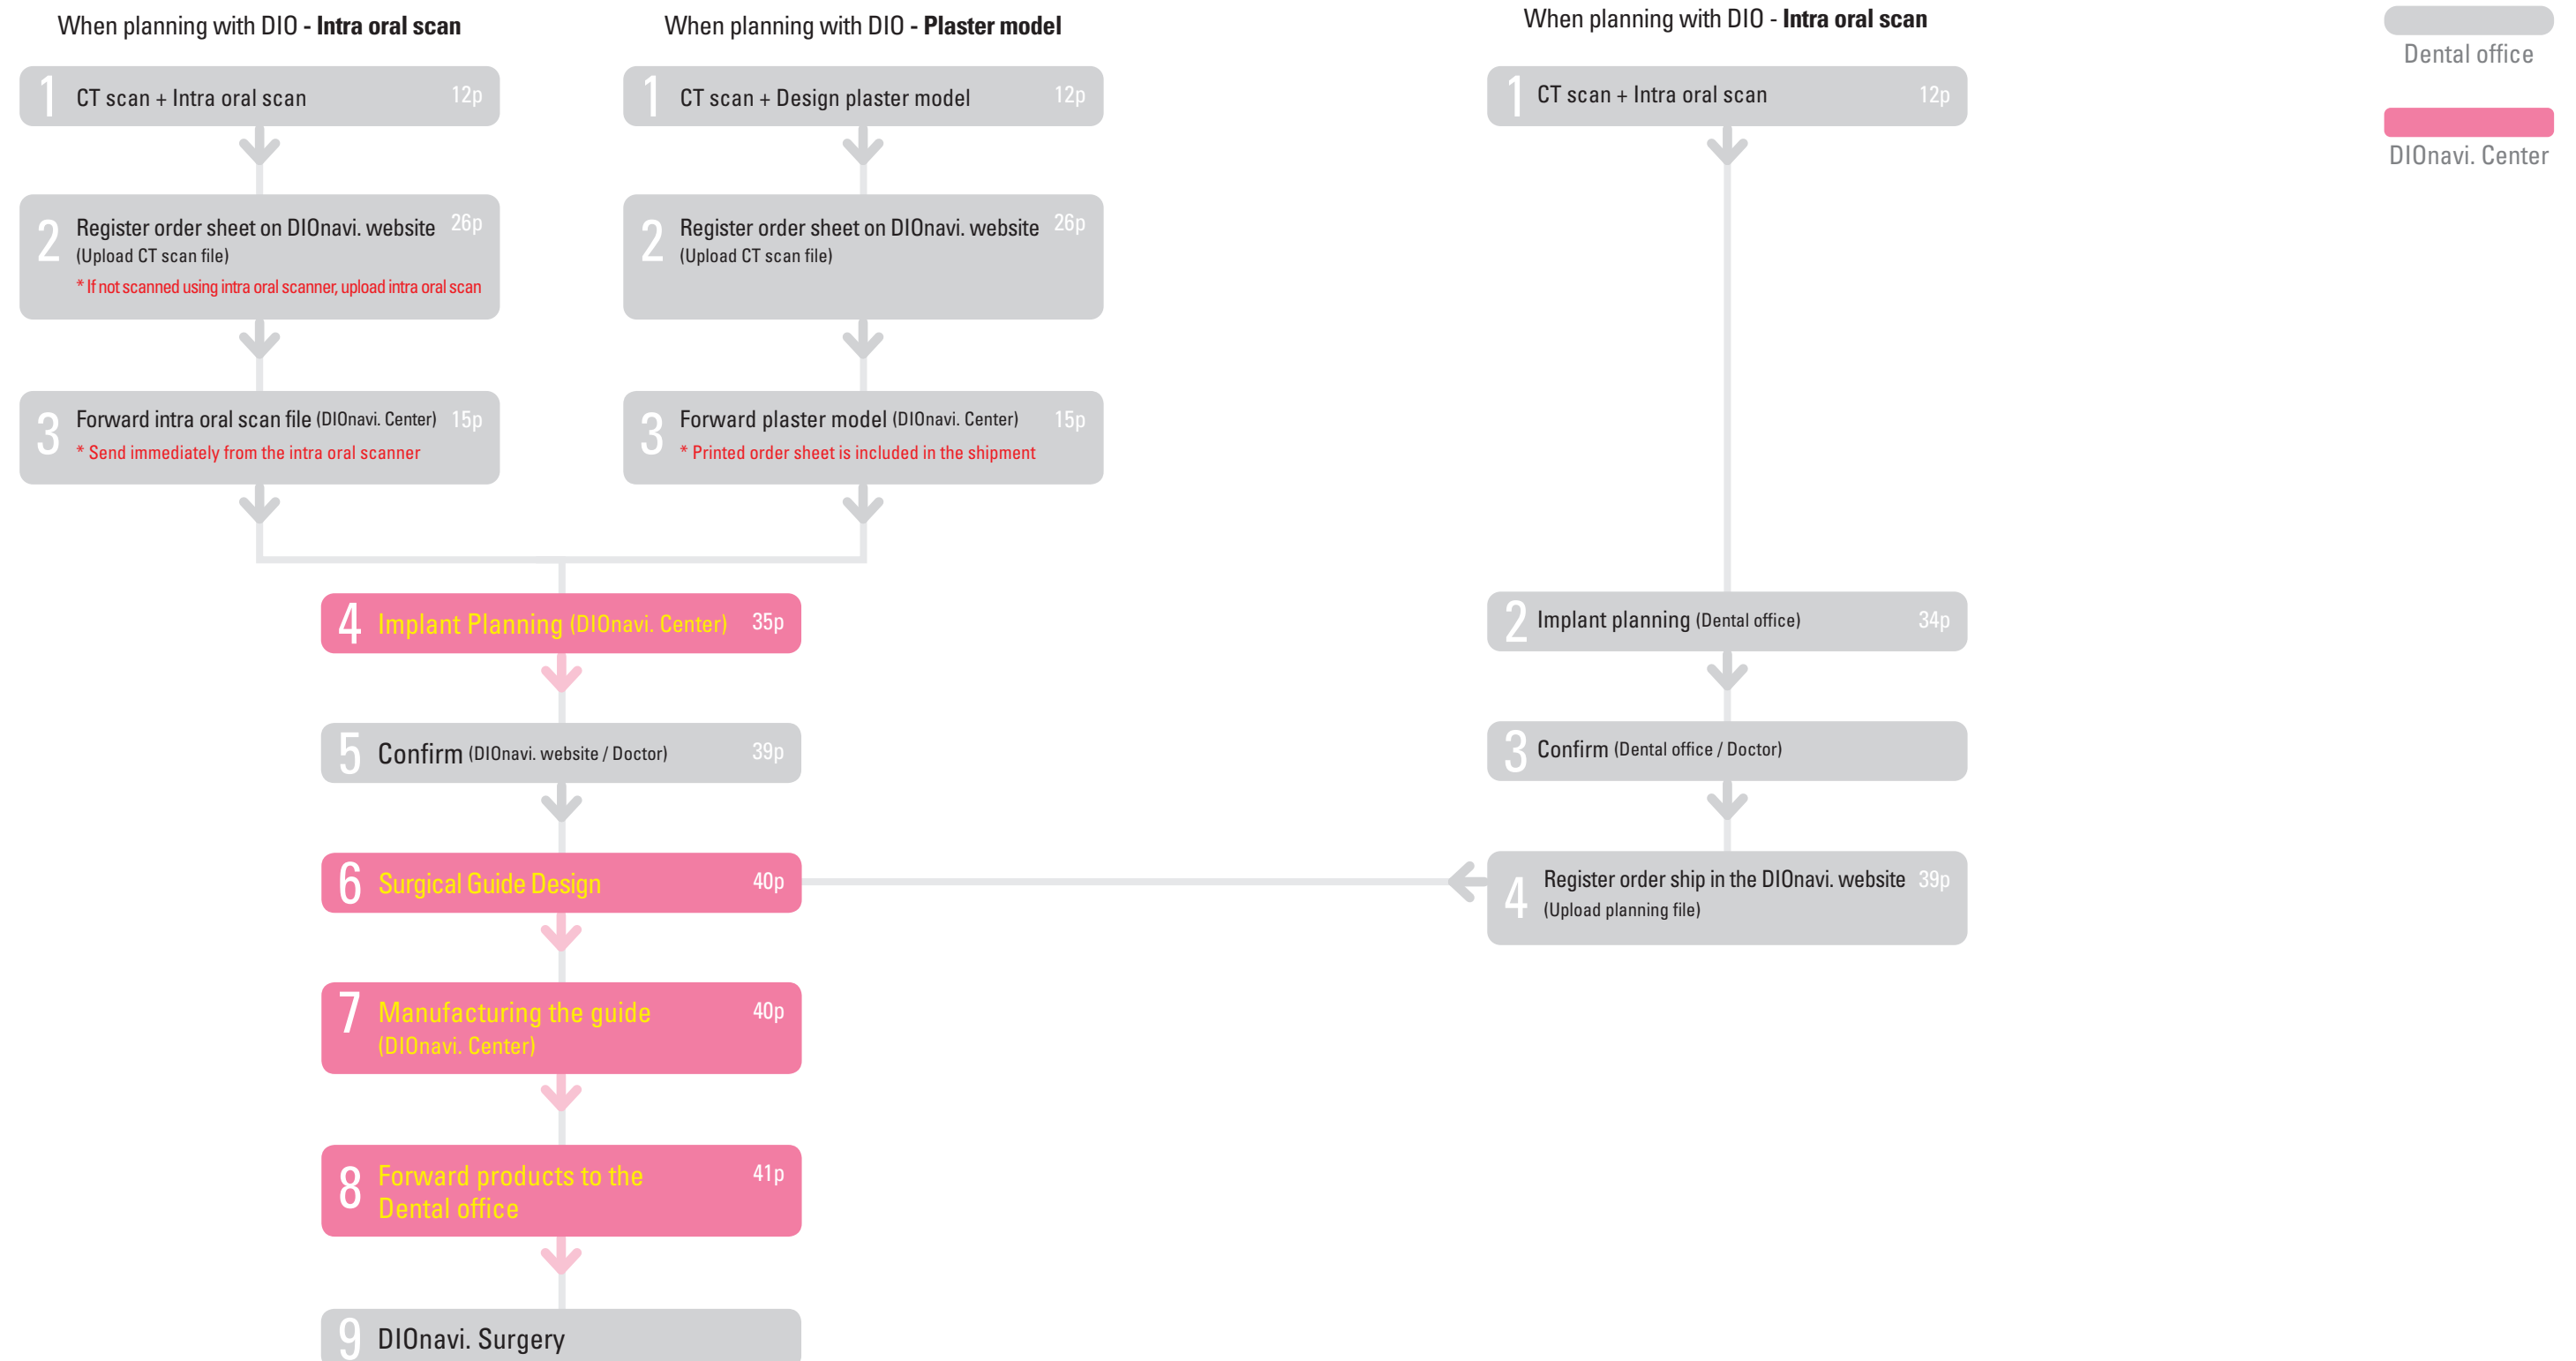 When planning with DIO - Intra oral scan
1 CT scan + Intra oral scan 12p
2 Register order sheet on DIOnavi. website 26p
(Upload CT scan file)
* If not scanned using intra oral scanner, upload intra oral scan
3 Forward intra oral scan file (DIOnavi. Center) 15p
* Send immediately from the intra oral scanner
When planning with DIO - Plaster model
1 CT scan + Design plaster model 12p
2 Register order sheet on DIOnavi. website 26p
(Upload CT scan file)
3 Forward plaster model (DIOnavi. Center) 15p
* Printed order sheet is included in the shipment
4 Implant Planning (DIOnavi. Center) 35p
5 Confirm (DIOnavi. website / Doctor) 39p
6 Surgical Guide Design 40p
7 Manufacturing the guide 40p
(DIOnavi. Center)
8 Forward products to the 41p
Dental office
9 DIOnavi. Surgery
When planning with DIO - Intra oral scan
1 CT scan + Intra oral scan 12p
2 Implant planning (Dental office) 34p
3 Confirm (Dental office / Doctor)
4 Register order ship in the DIOnavi. website 39p
(Upload planning file)
Dental office
DIOnavi. Center